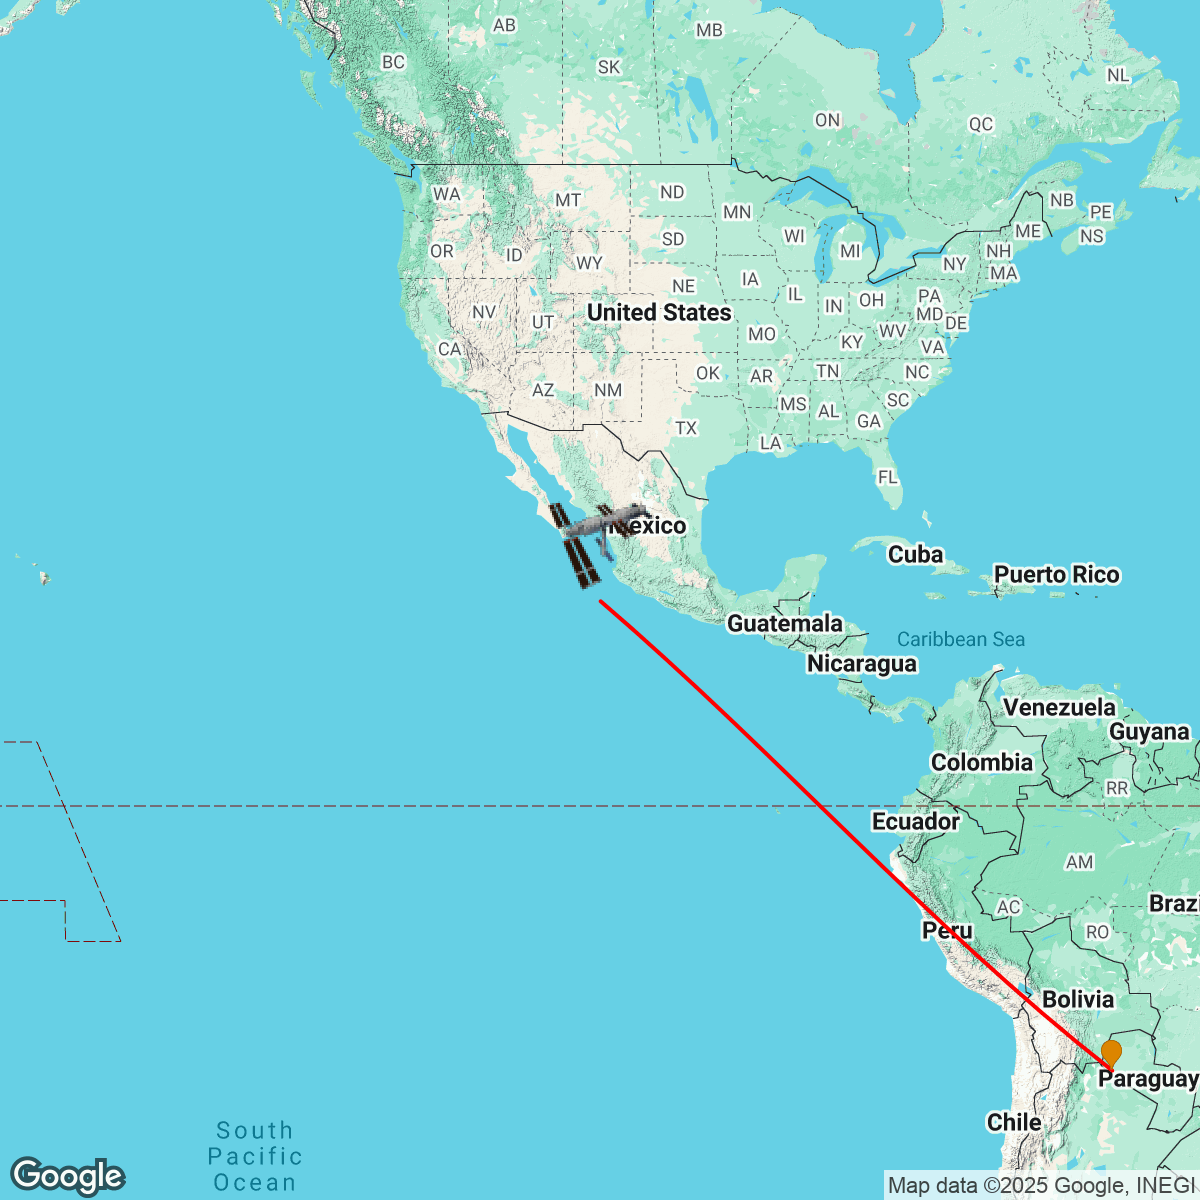 AB
MB
BC
SK
NL
ON
QC
WA
MT
ND
MN
NB
PE
OR
ID
SD
WI
MI
ME
NS
WY
NY
NH
MA
NE
IA
NV
UT
United States
IL
IN
OH
PA
MD
DE
CA
MO
KY
WV
VA
AZ
NM
OK
AR
TN
NC
MS
AL
SC
GA
TX
LA
FL
Mexico
Cuba
Puerto Rico
Guatemala
Caribbean Sea
Nicaragua
Venezuela
Guyana
Colombia
RR
Ecuador
AM
AC
Brazi
Peru
RO
Bolivia
Paraguay
Chile
South
Pacific
Ocean
Google
Map data ©2025 Google, INEGI